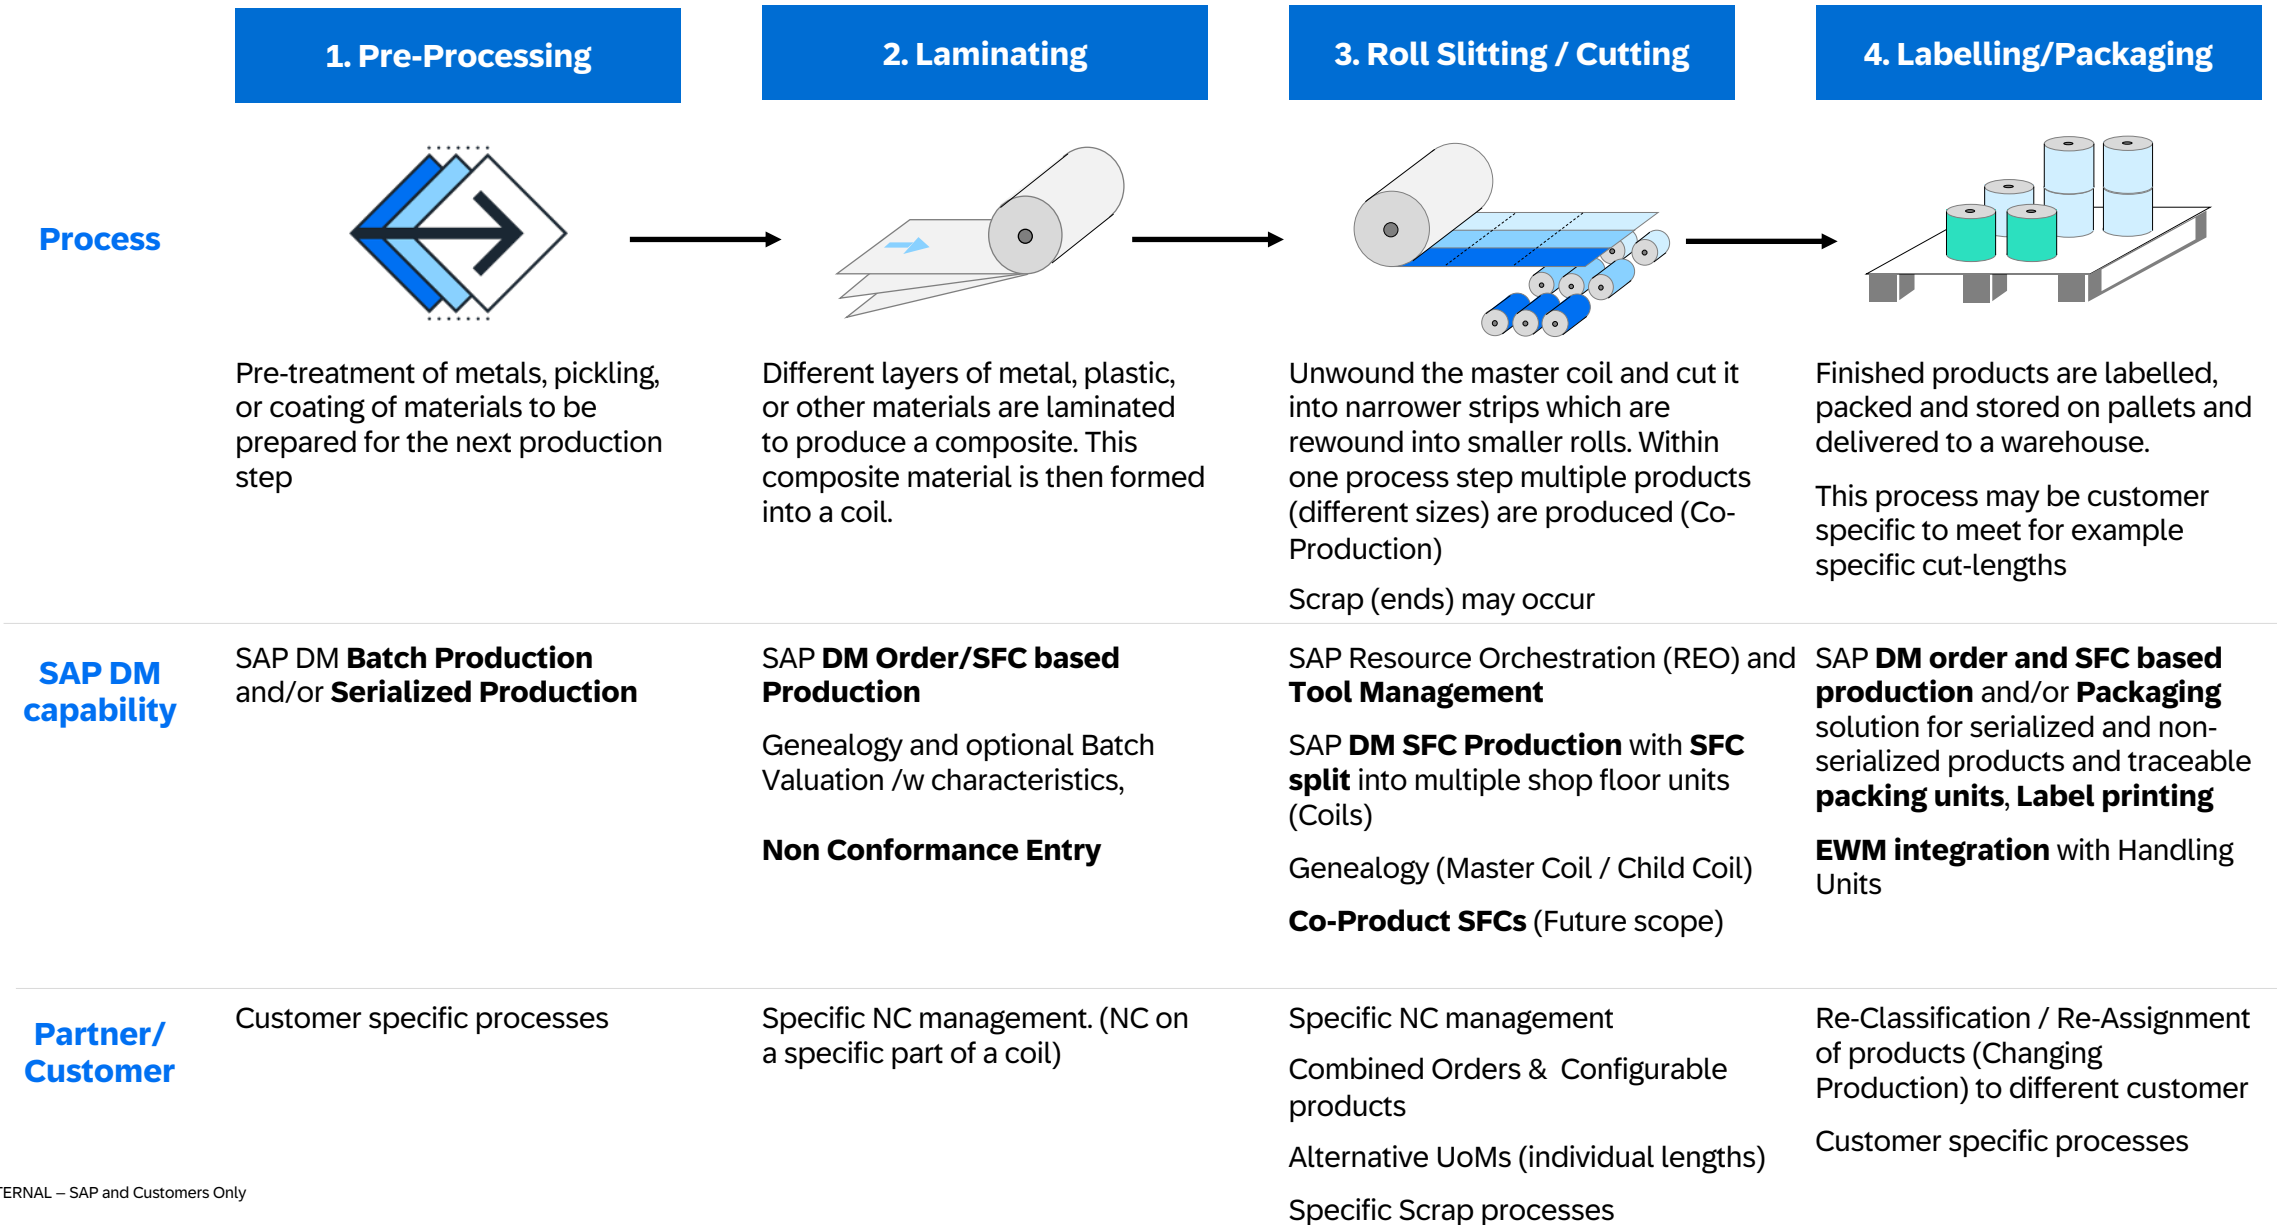 1. Pre-Processing
2. Laminating
3. Roll Slitting / Cutting
4. Labelling/Packaging
Process
Pre-treatment of metals, pickling,
or coating of materials to be
prepared for the next production
step
Different layers of metal, plastic,
or other materials are laminated
to produce a composite. This
composite material is then formed
into a coil.
Unwound the master coil and cut it
into narrower strips which are
rewound into smaller rolls. Within
one process step multiple products
(different sizes) are produced (Co-
Production)
Scrap (ends) may occur
Finished products are labelled,
packed and stored on pallets and
delivered to a warehouse.
This process may be customer
specific to meet for example
specific cut-lengths
SAP DM
capability
SAP DM Batch Production
and/or Serialized Production
SAP DM Order/SFC based
Production
Genealogy and optional Batch
Valuation /w characteristics,
Non Conformance Entry
SAP Resource Orchestration (REO) and
Tool Management
SAP DM SFC Production with SFC
split into multiple shop floor units
(Coils)
Genealogy (Master Coil / Child Coil)
Co-Product SFCs (Future scope)
SAP DM order and SFC based
production and/or Packaging
solution for serialized and non-
serialized products and traceable
packing units, Label printing
EWM integration with Handling
Units
Partner/
Customer
Customer specific processes
Specific NC management. (NC on
a specific part of a coil)
Specific NC management
Combined Orders & Configurable
products
Alternative UoMs (individual lengths)
Specific Scrap processes
Re-Classification / Re-Assignment
of products (Changing
Production) to different customer
Customer specific processes
TERNAL – SAP and Customers Only